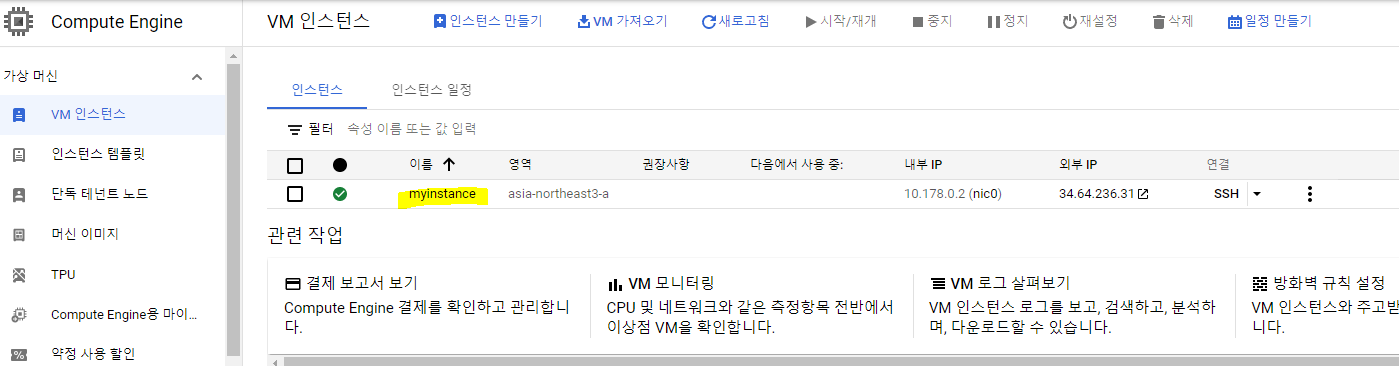 Compute Engine
VM 인스턴스
인스턴스 만들기
VM 가져오기
새로고침
시작/재개
중지
정지
재설정
삭제
일정 만들기
가상 머신
VM 인스턴스
인스턴스 템플릿
단독 테넌트 노드
머신 이미지
TPU
Compute Engine용 마이...
약정 사용 할인
인스턴스
인스턴스 일정
필터 속성 이름 또는 값 입력
이름 영역 권장사항 다음에서 사용 중: 내부 IP 외부 IP 연결
myinstance asia-northeast3-a 10.178.0.2 (nic0) 34.64.236.31 SSH
관련 작업
결제 보고서 보기
Compute Engine 결제를 확인하고 관리합니
다.
VM 모니터링
CPU 및 네트워크와 같은 측정항목 전반에서
이상점 VM을 확인합니다.
VM 로그 살펴보기
VM 인스턴스 로그를 보고, 검색하고, 분석하
며, 다운로드할 수 있습니다.
방화벽 규칙 설정
VM 인스턴스와 주고받
니다.